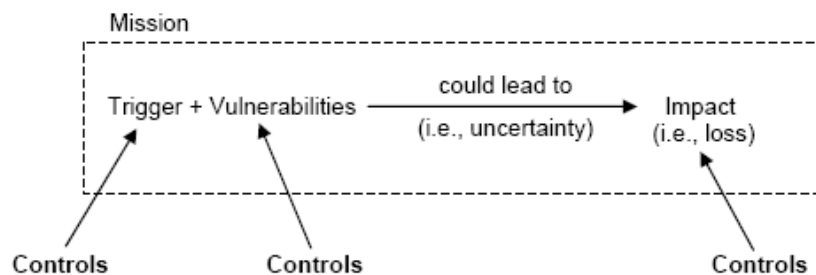 Mission
could lead to
Trigger + Vulnerabilities
Impact
(i.e., uncertainty)
(i.e., loss)
Controls
Controls
Controls